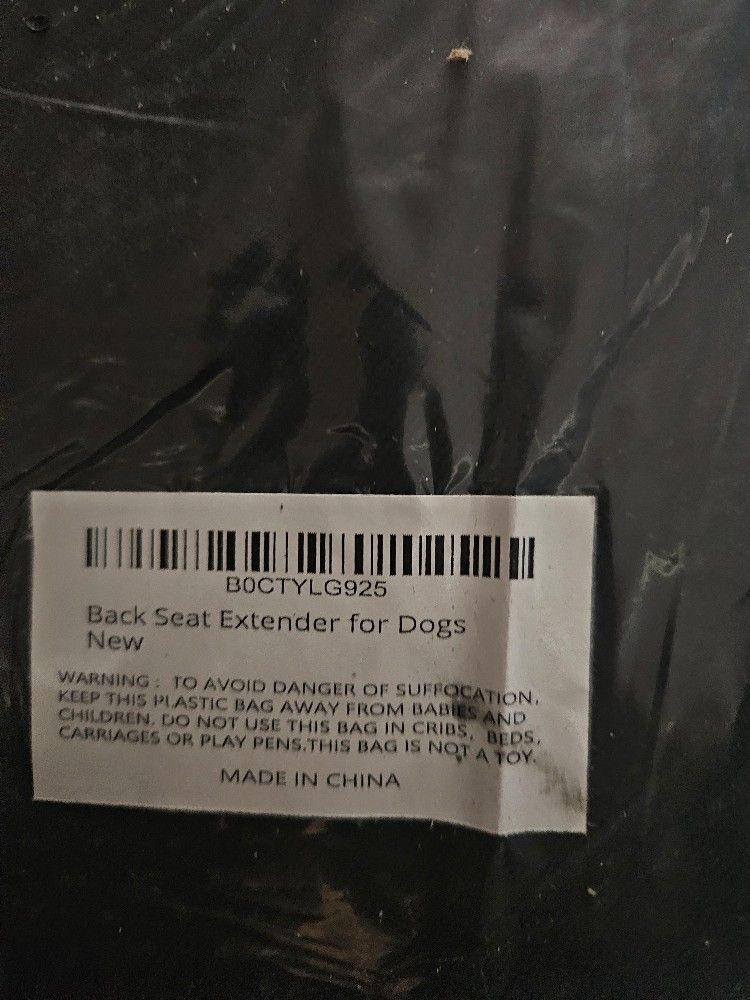 B0CTYLG925
Back Seat Extender for Dogs
New
WARNING : TO AVOID DANGER OF SUFFOCATION,
KEEP THIS PLASTIC BAG AWAY FROM BABIES AND
CHILDREN. DO NOT USE THIS BAG IN CRIBS, BEDS,
CARRIAGES OR PLAY PENS.THIS BAG IS NOT A TOY.
MADE IN CHINA